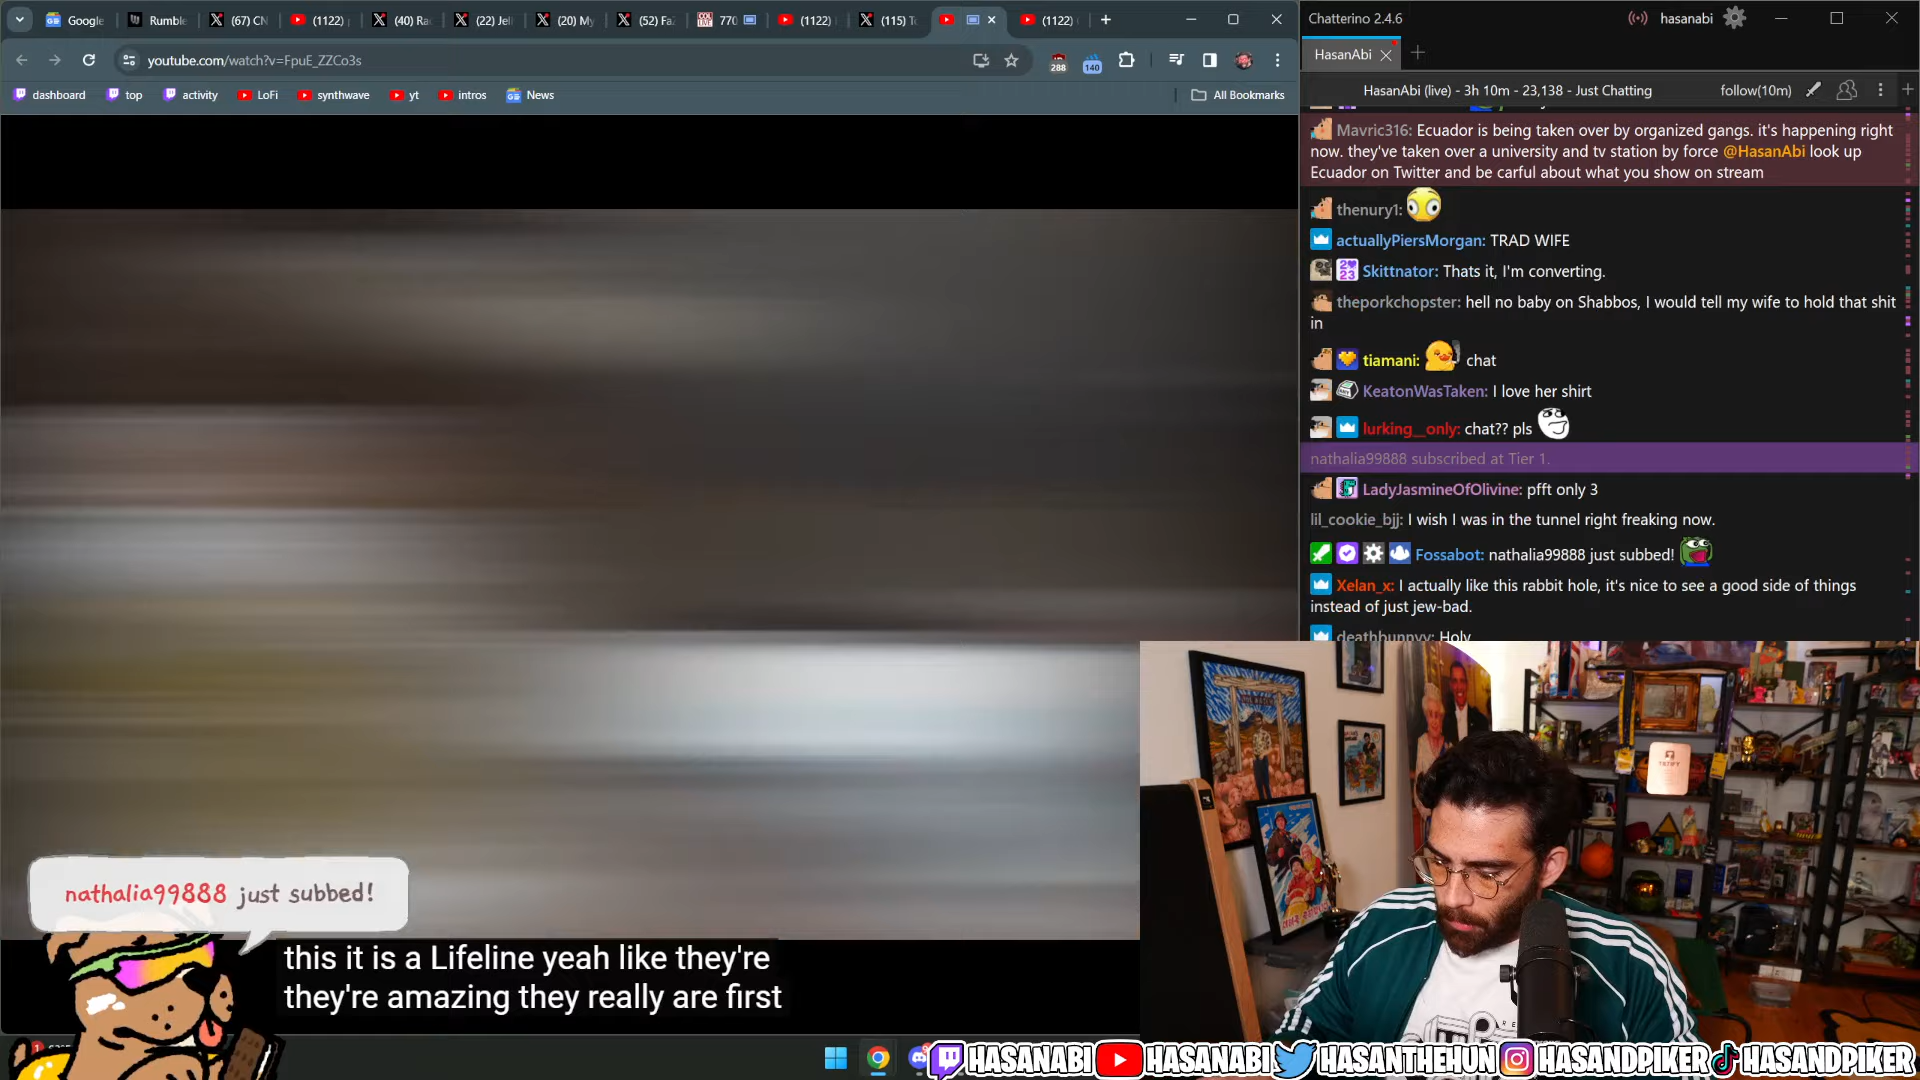 Google
Rumble
(67) CN
(1122)
(40) Ra
(22) Jell
(20) My
(52) FaZ
770
(1122)
(115) To
(1122)
youtube.com/watch?v=FpuE_ZZCo3s
288
140
dashboard
top
activity
LoFi
synthwave
yt
intros
News
All Bookmarks
this it is a Lifeline yeah like they're
they're amazing they really are first
nathalia99888 just subbed!
Chatterino 2.4.6
hasanabi
HasanAbi
HasanAbi (live) - 3h 10m - 23,138 - Just Chatting
follow(10m)
Mavric316: Ecuador is being taken over by organized gangs. it's happening right
now. they've taken over a university and tv station by force @HasanAbi look up
Ecuador on Twitter and be carful about what you show on stream
thenury1:
actuallyPiersMorgan: TRAD WIFE
Skittnator: Thats it, I'm converting.
theporkchopster: hell no baby on Shabbos, I would tell my wife to hold that shit
in
tiamani: chat
KeatonWasTaken: I love her shirt
lurking__only: chat?? pls
nathalia99888 subscribed at Tier 1.
LadyJasmineOfOlivine: pfft only 3
lil_cookie_bjj: I wish I was in the tunnel right freaking now.
Fossabot: nathalia99888 just subbed!
Xelan_x: I actually like this rabbit hole, it's nice to see a good side of things
instead of just jew-bad.
deathbunnyy: Holy
HASANABI HASANABI HASANTHEHUN HASANDPIKER HASANDPIKER